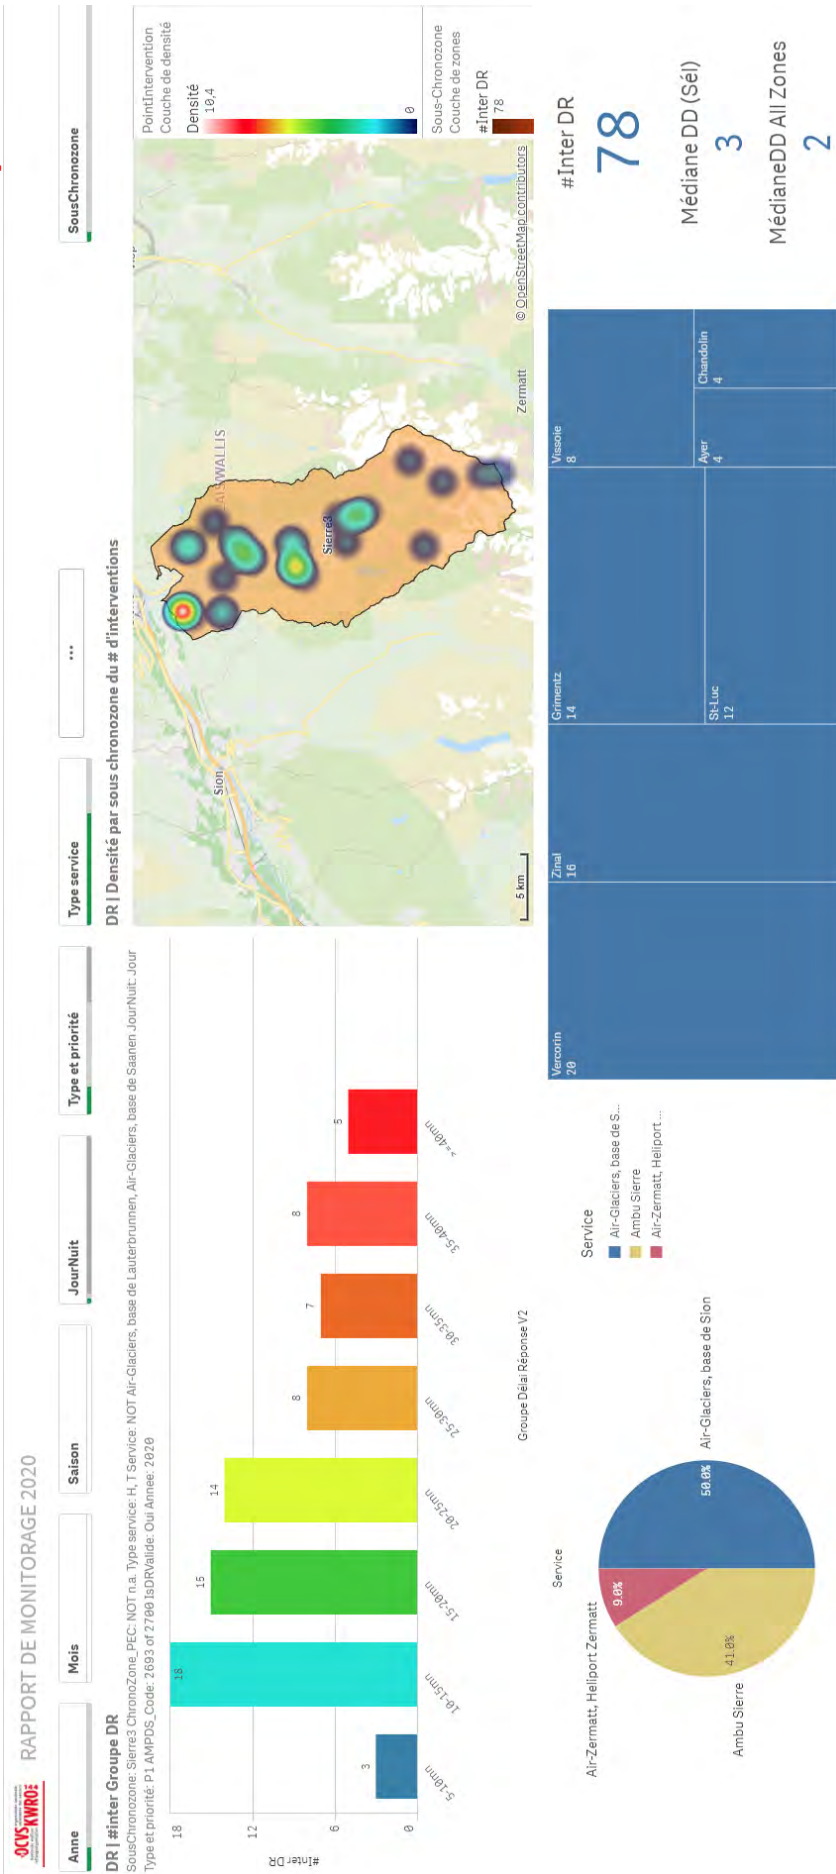 OCVS
KWRO
RAPPORT DE MONITORAGE 2020
Anne
Mois
Saison
JourNuit
Type et priorité
Type service
...
SousChronozone
DR | #inter Groupe DR
SousChronozone: Sierre3 ChronoZone_PEC: NOT n.a. Type service: H, T Service: NOT Air-Glaciers, base de Lauterbrunnen, Air-Glaciers, base de Saanen JourNuit: Jour
Type et priorité: P1 AMPDS_Code: 2693 of 2700 IsDRValide: Oui Annee: 2020
#Inter DR
18
12
6
0
3
18
15
14
8
7
8
5
5-10mn
10-15mn
15-20mn
20-25mn
25-30mn
30-35mn
35-40mn
>=40mn
Groupe Délai Réponse V2
DR | Densité par sous chronozone du # d'interventions
Sion
Sierre3
WALLIS
Zermatt
5 km
© OpenStreetMap contributors
PointIntervention
Couche de densité
Densité
10,4
0
Sous-Chronozone
Couche de zones
#Inter DR
78
Service
Air-Zermatt, Heliport Zermatt
9.0%
50.0%
Air-Glaciers, base de Sion
41.0%
Ambu Sierre
Service
Air-Glaciers, base de S...
Ambu Sierre
Air-Zermatt, Heliport ...
Vercorin
20
Zinal
16
Grimentz
14
St-Luc
12
Vissoie
8
Ayer
4
Chandolin
4
#Inter DR
78
Médiane DD (Sél)
3
MédianeDD All Zones
2